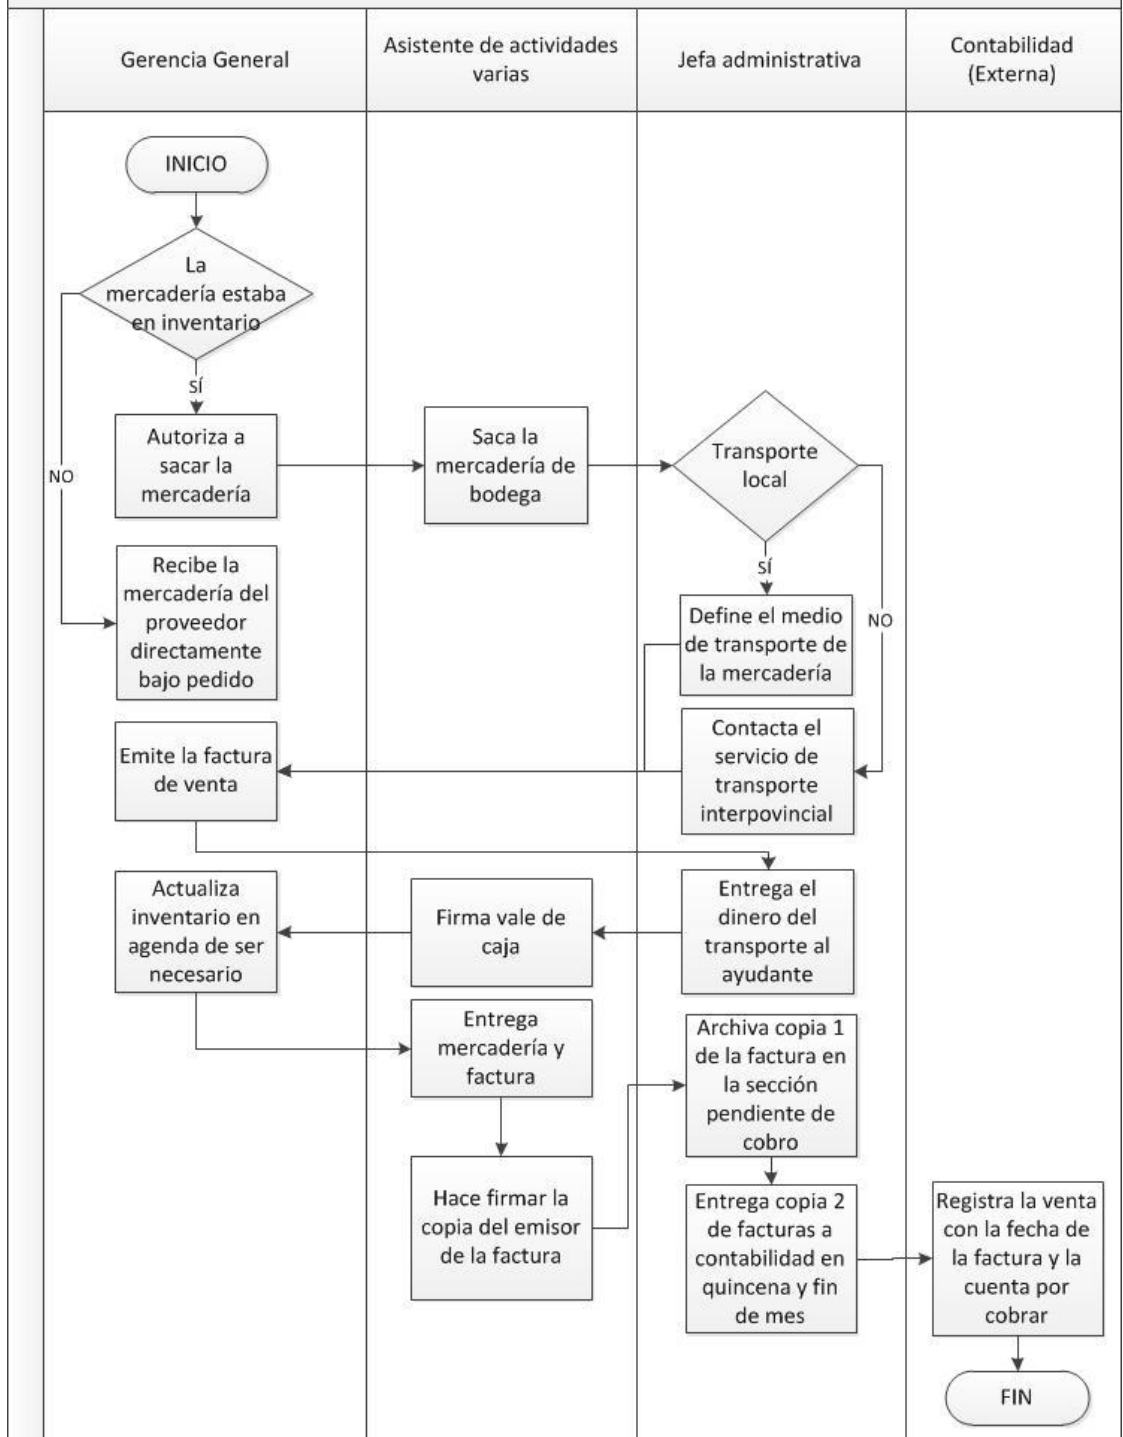 Gerencia General
Asistente de actividades
varias
Jefa administrativa
Contabilidad
(Externa)
INICIO
La
mercadería estaba
en inventario
SÍ
NO
Autoriza a
sacar la
mercadería
Saca la
mercadería de
bodega
Transporte
local
SÍ
NO
Recibe la
mercadería del
proveedor
directamente
bajo pedido
Define el medio
de transporte de
la mercadería
Contacta el
servicio de
transporte
interpovincial
Emite la factura
de venta
Entrega el
dinero del
transporte al
ayudante
Firma vale de
caja
Actualiza
inventario en
agenda de ser
necesario
Entrega
mercadería y
factura
Hace firmar la
copia del emisor
de la factura
Archiva copia 1
de la factura en
la sección
pendiente de
cobro
Entrega copia 2
de facturas a
contabilidad en
quincena y fin
de mes
Registra la venta
con la fecha de
la factura y la
cuenta por
cobrar
FIN